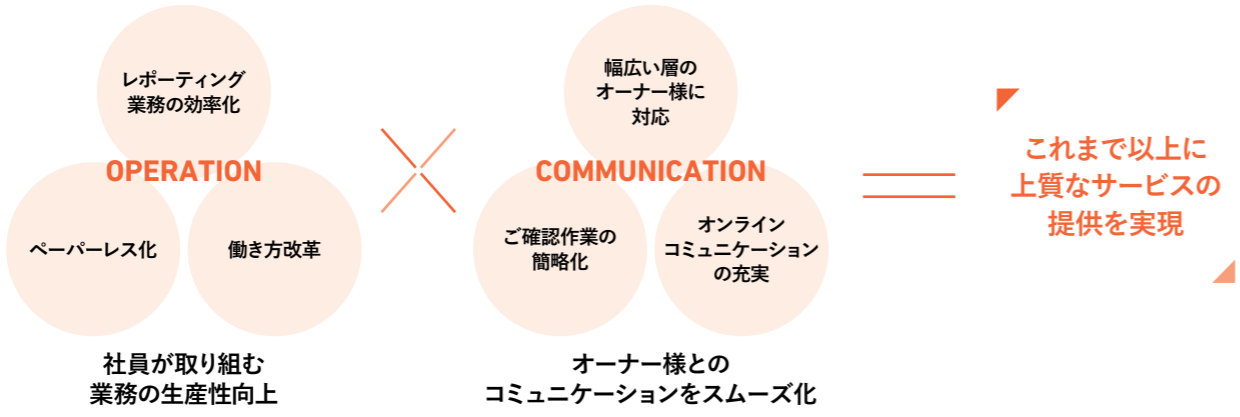 レポーティング
業務の効率化
OPERATION
ペーパーレス化
働き方改革
社員が取り組む
業務の生産性向上
幅広い層の
オーナー様に
対応
COMMUNICATION
ご確認作業の
簡略化
オンライン
コミュニケーション
の充実
オーナー様との
コミュニケーションをスムーズ化
これまで以上に
上質なサービスの
提供を実現